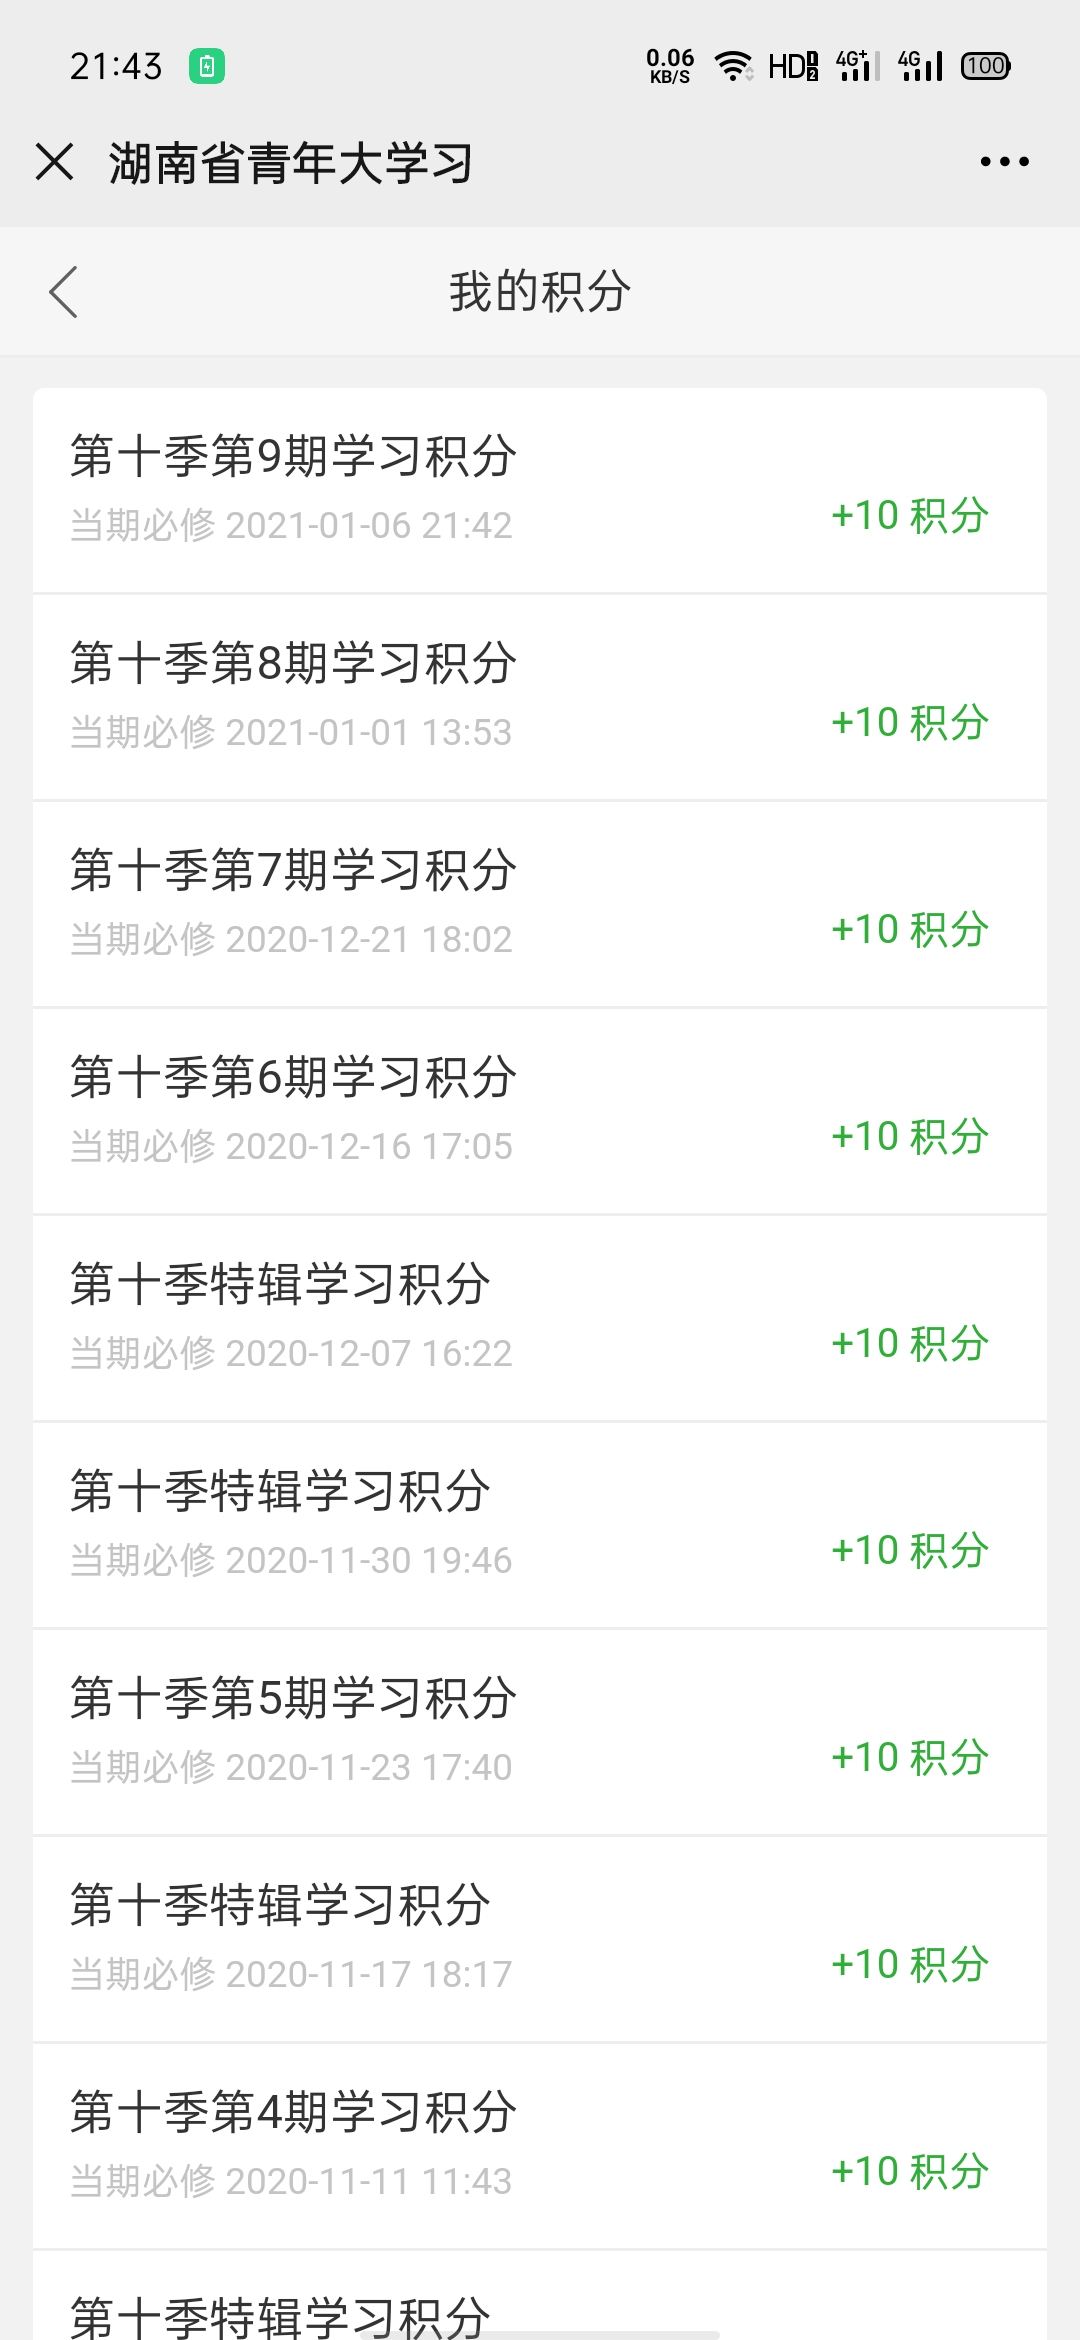 21:43
0.06
KB/S
HD
1
2
4G+
4G
100
湖南省青年大学习
我的积分
第十季第9期学习积分
当期必修 2021-01-06 21:42
+10 积分
第十季第8期学习积分
当期必修 2021-01-01 13:53
+10 积分
第十季第7期学习积分
当期必修 2020-12-21 18:02
+10 积分
第十季第6期学习积分
当期必修 2020-12-16 17:05
+10 积分
第十季特辑学习积分
当期必修 2020-12-07 16:22
+10 积分
第十季特辑学习积分
当期必修 2020-11-30 19:46
+10 积分
第十季第5期学习积分
当期必修 2020-11-23 17:40
+10 积分
第十季特辑学习积分
当期必修 2020-11-17 18:17
+10 积分
第十季第4期学习积分
当期必修 2020-11-11 11:43
+10 积分
第十季特辑学习积分